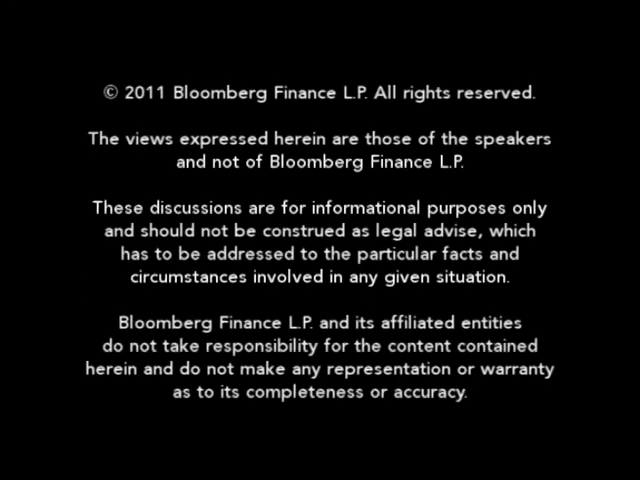 © 2011 Bloomberg Finance L.P. All rights reserved.
The views expressed herein are those of the speakers
and not of Bloomberg Finance L.P.
These discussions are for informational purposes only
and should not be construed as legal advise, which
has to be addressed to the particular facts and
circumstances involved in any given situation.
Bloomberg Finance L.P. and its affiliated entities
do not take responsibility for the content contained
herein and do not make any representation or warranty
as to its completeness or accuracy.